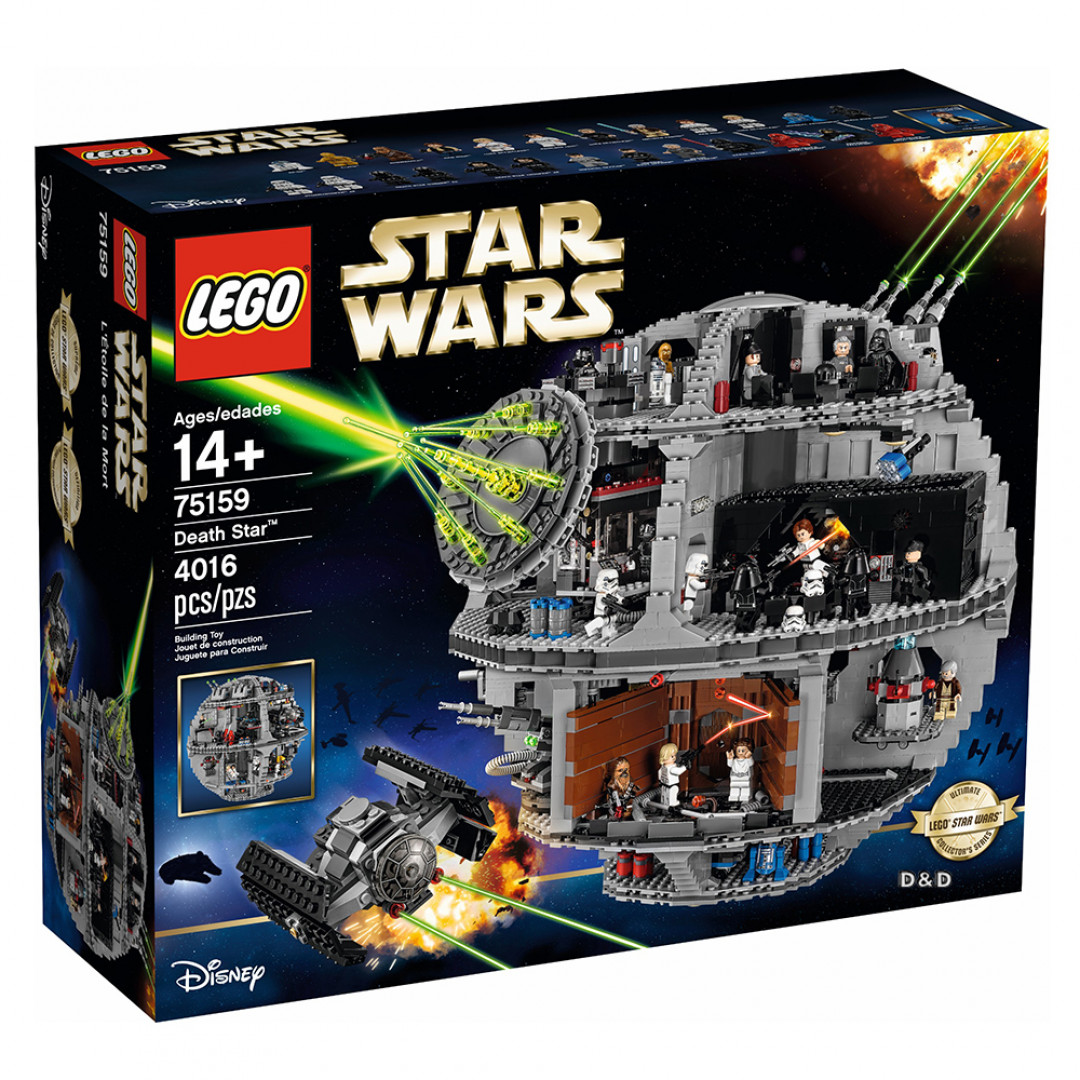 LEGO
STAR
WARS
75159
Disney
Disney
75159
LEGO
STAR
WARS
L'Étoile de la Mort
LEGO
STAR
WARS
™
Ages/edades
14+
75159
Death Star™
4016
pcs/pzs
Building Toy
Jouet de construction
Juguete para Construir
ULTIMATE
LEGO® STAR WARS®
COLLECTOR'S SERIES
D&D
Disney